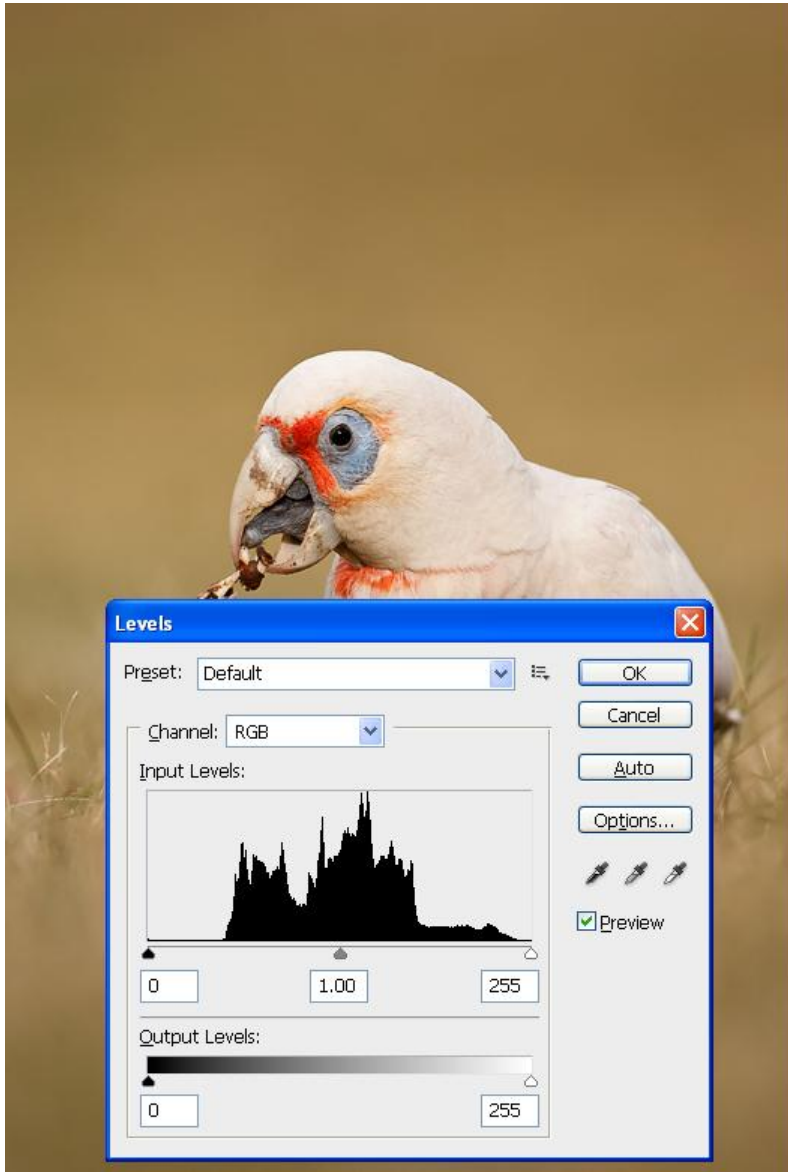 Levels
Preset: Default
OK
Cancel
Channel: RGB
Auto
Input Levels:
Options...
Preview
0 1.00 255
Output Levels:
0 255